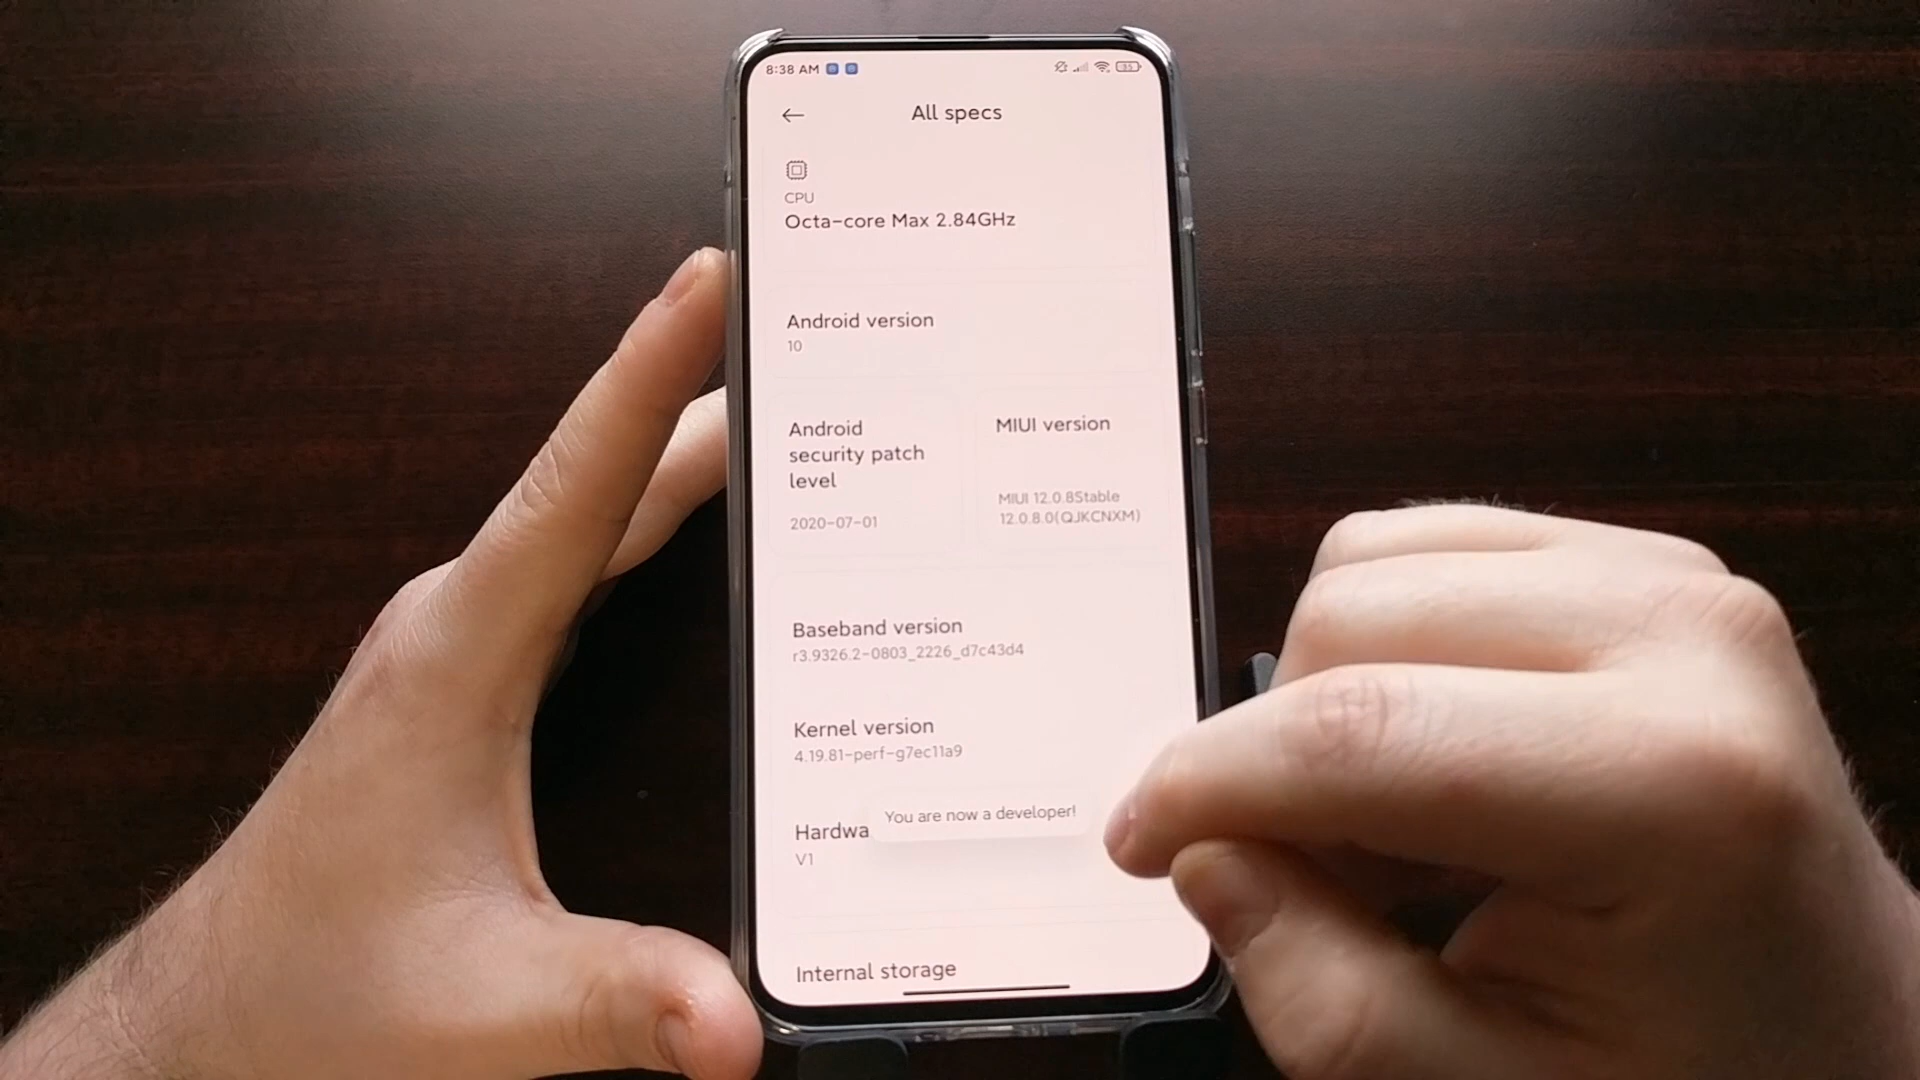 8:38 AM
35
All specs
CPU
Octa-core Max 2.84GHz
Android version
10
Android
security patch
level
2020-07-01
MIUI version
MIUI 12.0.8Stable
12.0.8.0(QJKCNXM)
Baseband version
r3.9326.2-0803_2226_d7c43d4
Kernel version
4.19.81-perf-g7ec11a9
You are now a developer!
Hardwa
V1
Internal storage